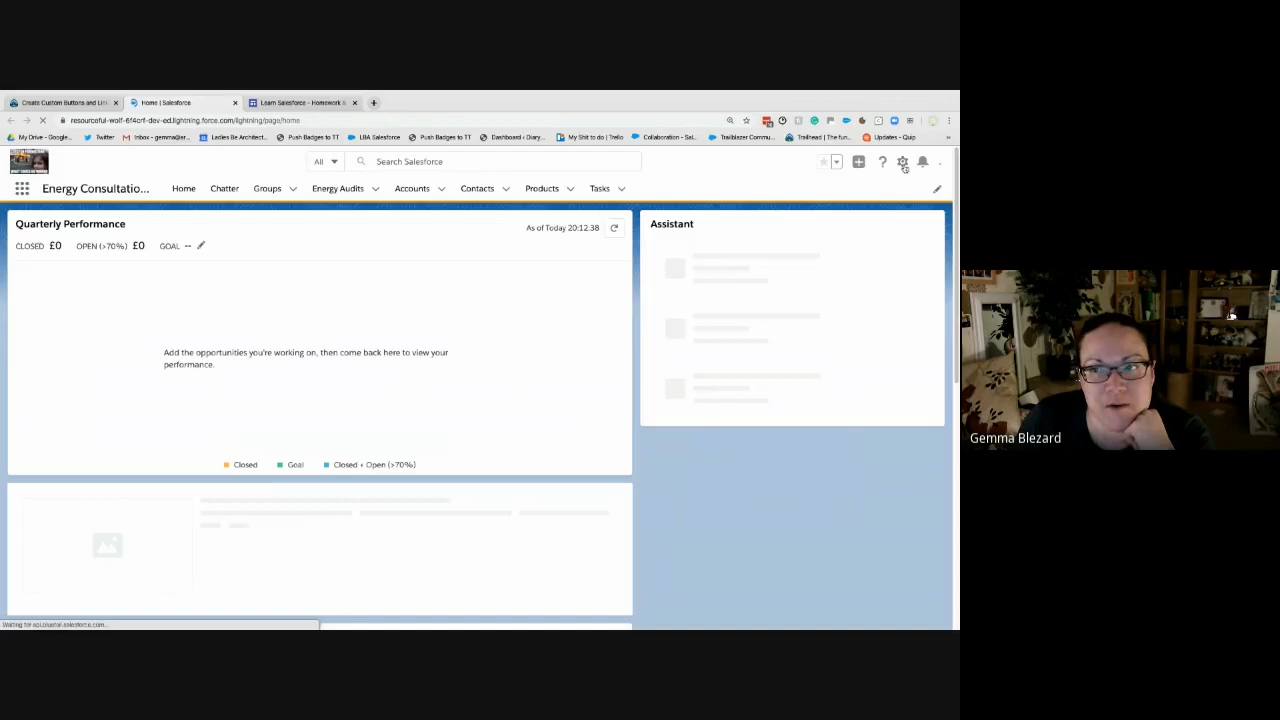 Create Custom Buttons and Link
Home | Salesforce
Learn Salesforce - Homework &
resourceful-wolf-6f4crf-dev-ed.lightning.force.com/lightning/page/home
My Drive - Google...
Twitter
Inbox - gemma@ar...
Ladies Be Architect...
Push Badges to TT
LBA Salesforce
Push Badges to TT
Dashboard ‹ Diary...
My Shit to do | Trello
Collaboration - Sal...
Trailblazer Commu...
Trailhead | The fun...
Updates - Quip
All
Search Salesforce
Energy Consultatio...
Home
Chatter
Groups
Energy Audits
Accounts
Contacts
Products
Tasks
Quarterly Performance
As of Today 20:12.38
CLOSED £0 OPEN (>70%) £0 GOAL --
Assistant
Add the opportunities you're working on, then come back here to view your
performance.
Closed
Goal
Closed + Open (>70%)
Gemma Blezard